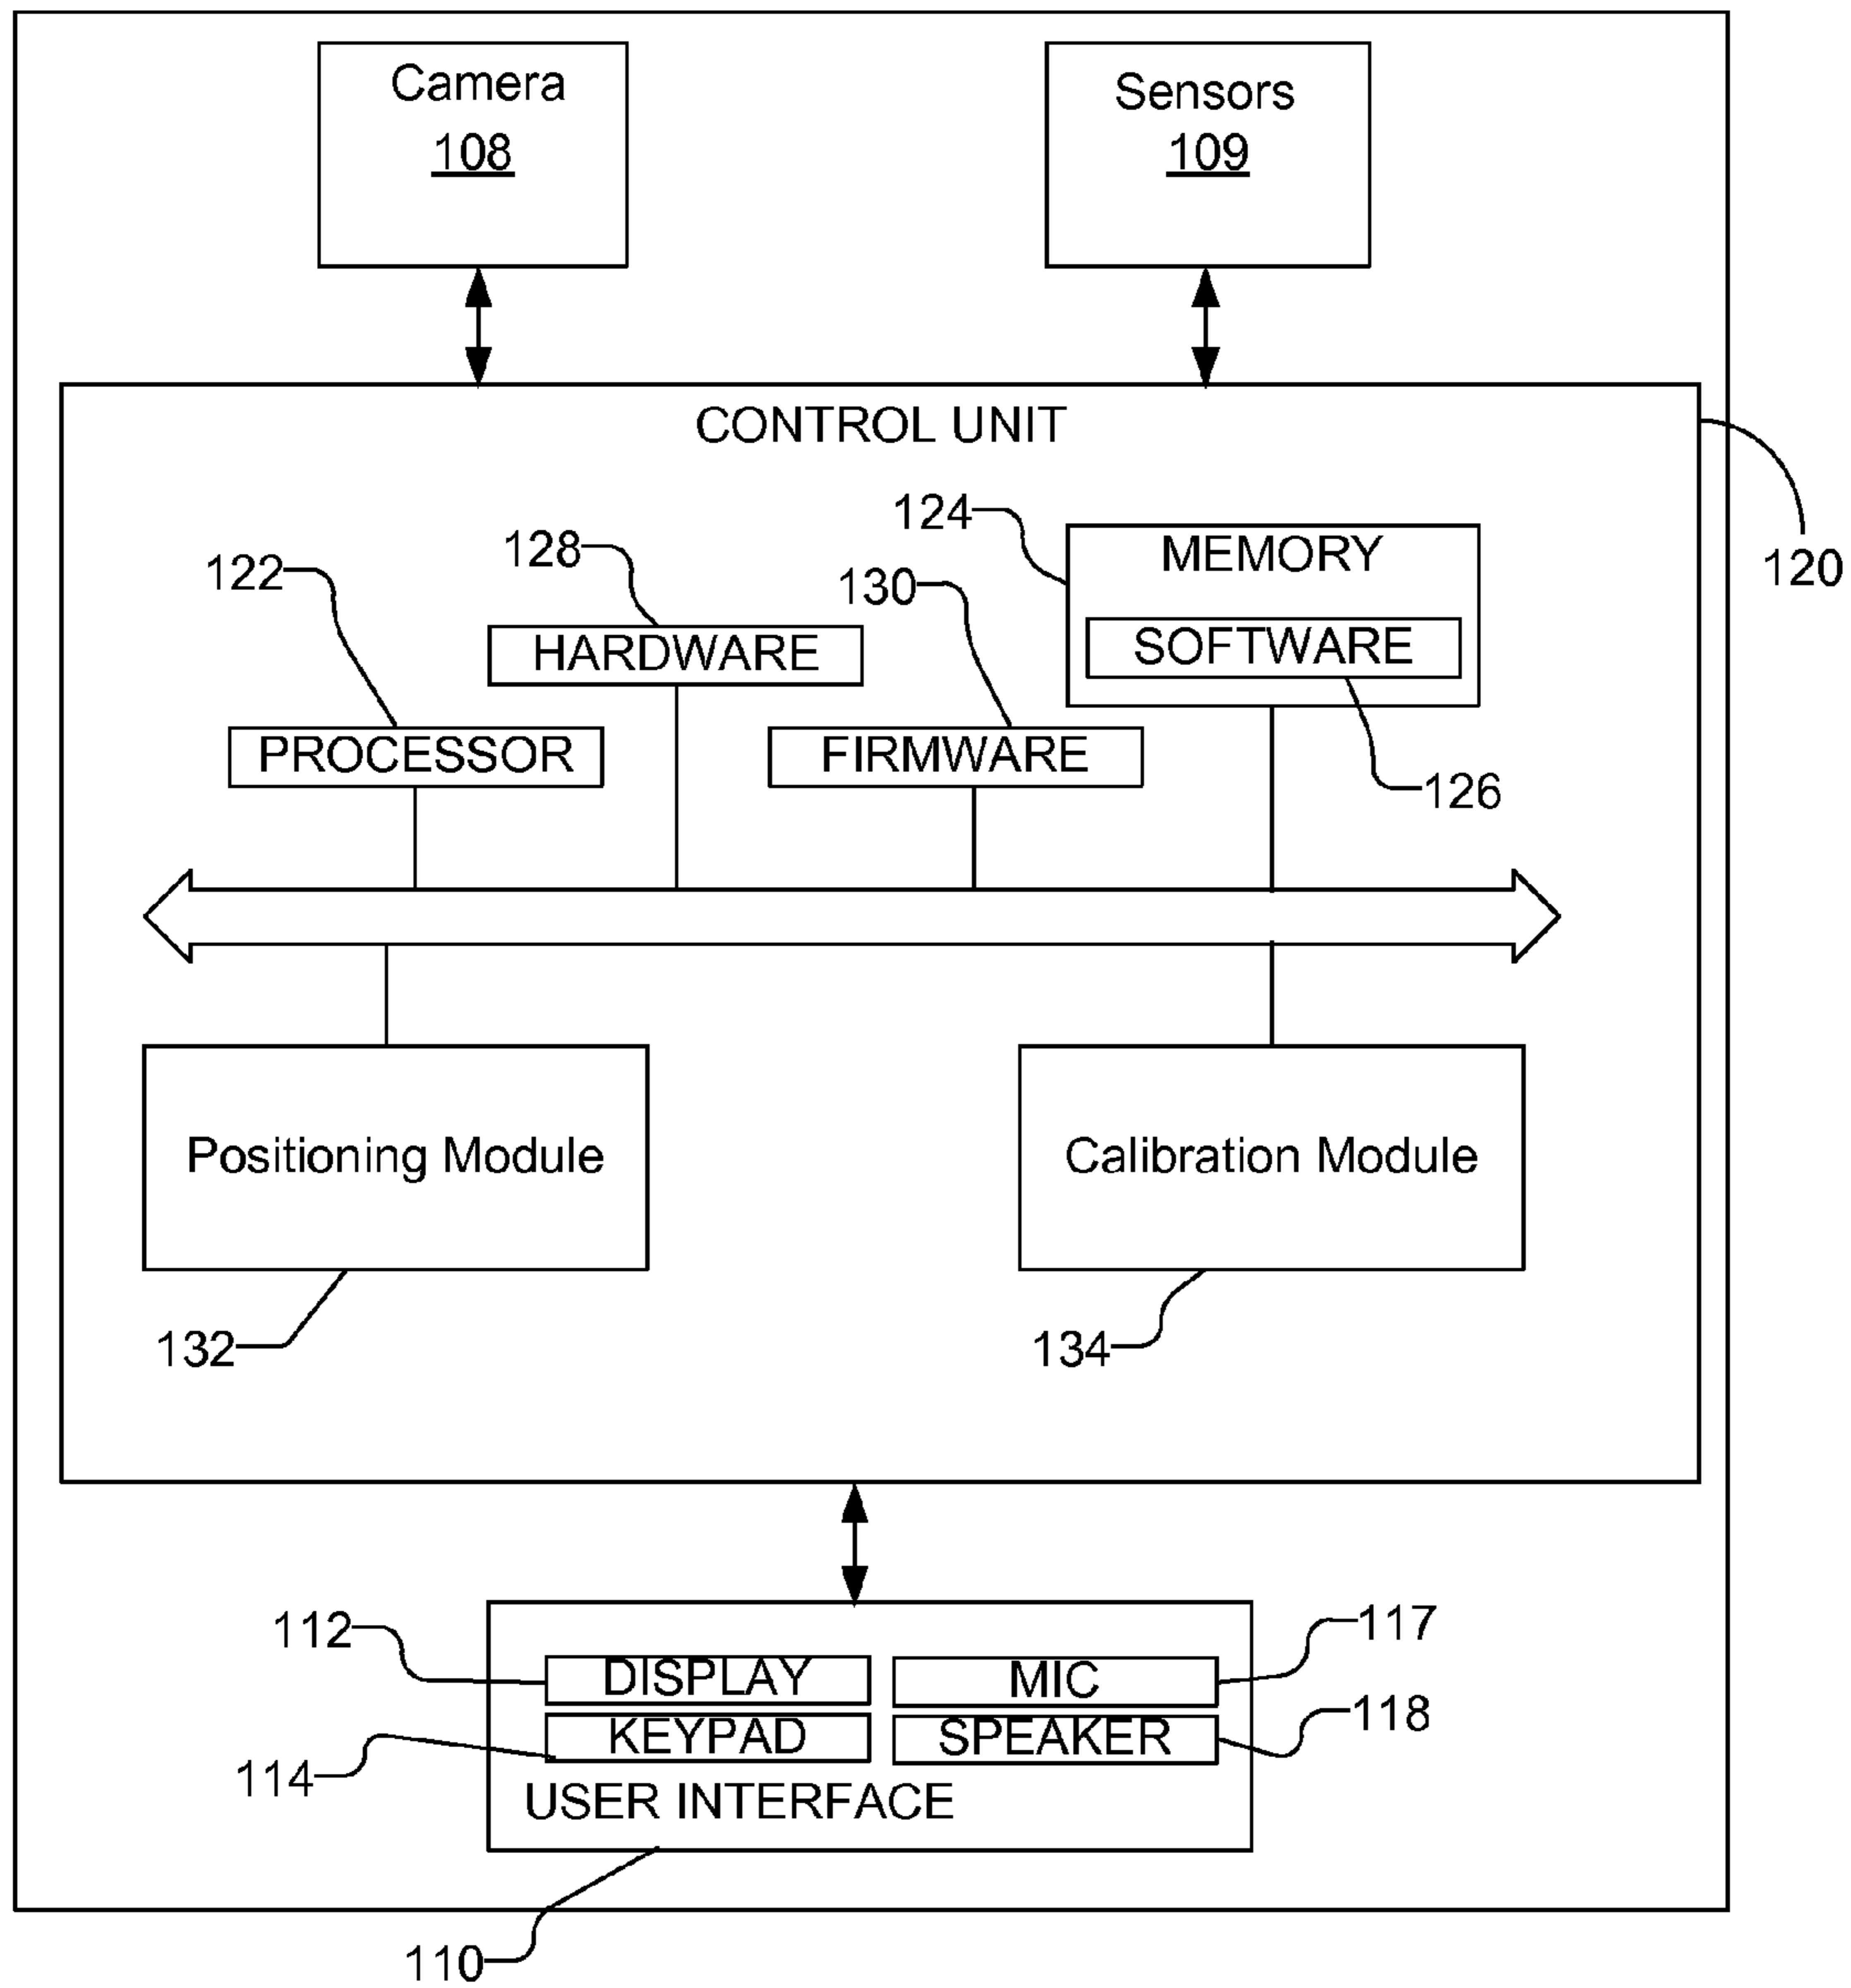 Camera
108
Sensors
109
CONTROL UNIT
120
124
MEMORY
SOFTWARE
126
128
HARDWARE
130
FIRMWARE
122
PROCESSOR
Positioning Module
132
Calibration Module
134
112
DISPLAY
MIC
117
114
KEYPAD
SPEAKER
118
USER INTERFACE
110